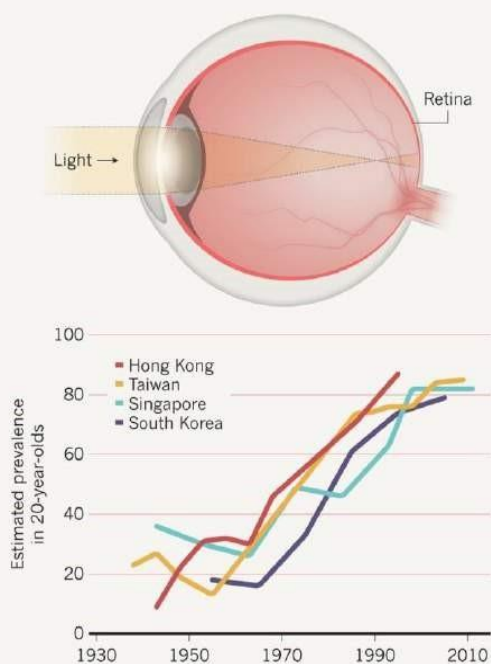 Retina
Light →
100
80
60
40
20
0
Estimated prevalence
in 20-year-olds
Hong Kong
Taiwan
Singapore
South Korea
1930
1950
1970
1990
2010